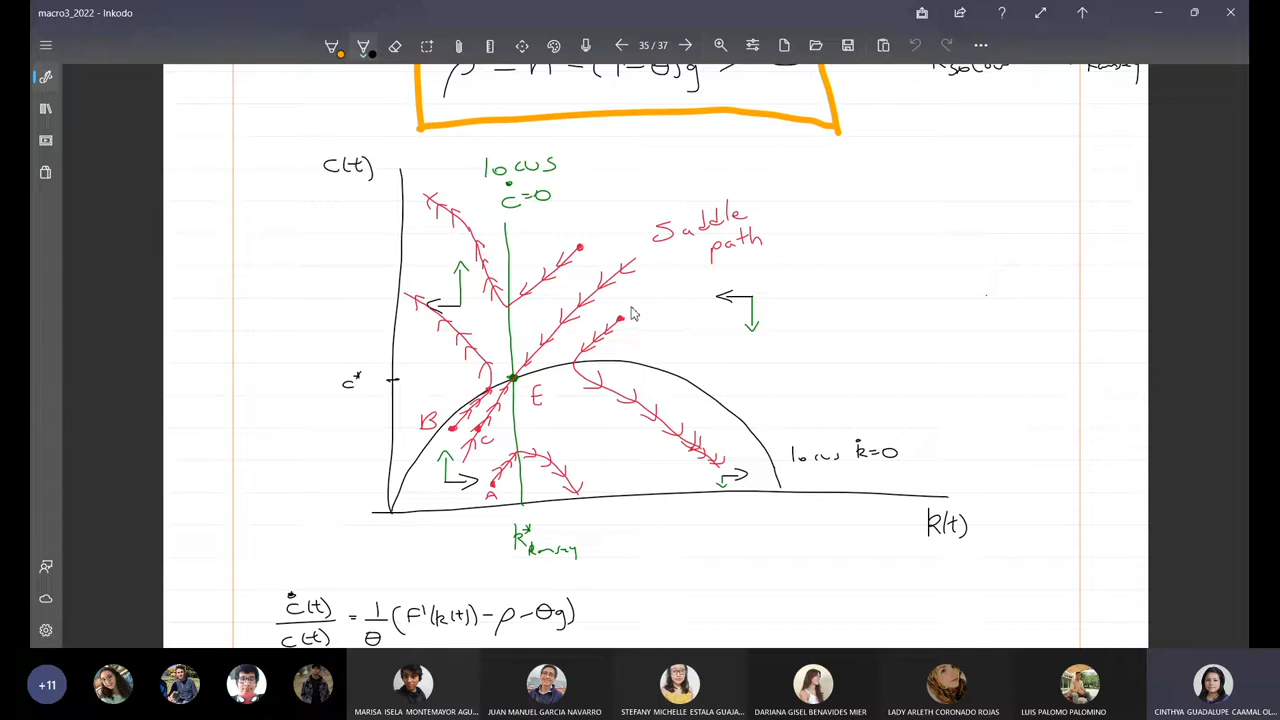 macro3_2022 - Inkodo
35 / 37
ρ - n - (1-θ)g >
c(t)
locus
ċ=0
Saddle
path
c*
E
B
C
A
locus k̇=0
k*
Ramsey
k(t)
ċ(t)/c(t) = 1/θ (F'(k(t)) - ρ - θg)
+11
MARISA ISELA MONTEMAYOR AGU...
JUAN MANUEL GARCIA NAVARRO
STEFANY MICHELLE ESTALA GUAJA...
DARIANA GISEL BENAVIDES MIER
LADY ARLETH CORONADO ROJAS
LUIS PALOMO PALOMINO
CINTHYA GUADALUPE CAAMAL OL...